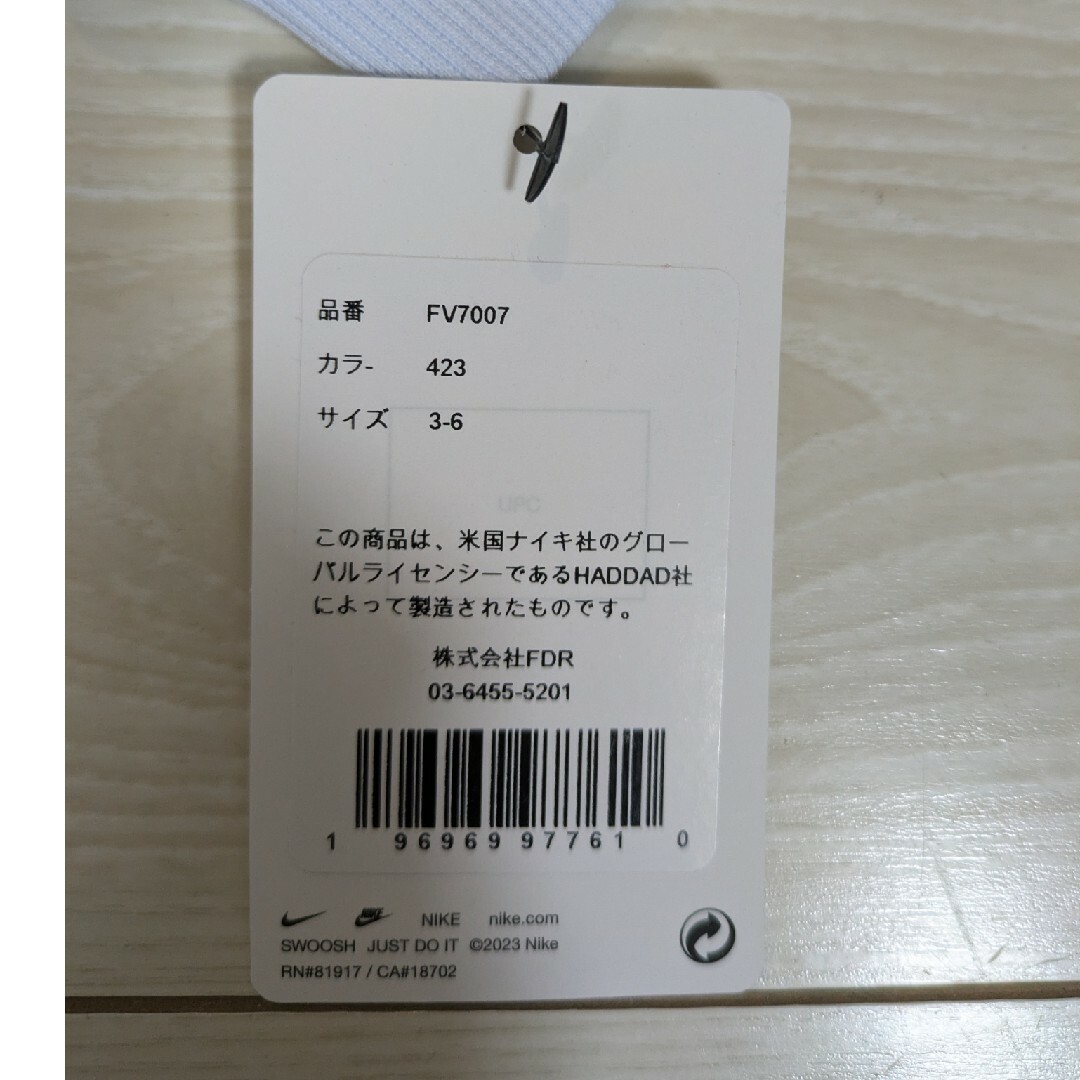 品番 FV7007
カラ- 423
サイズ 3-6
UPC
この商品は、米国ナイキ社のグロー
バルライセンシーであるHADDAD社
によって製造されたものです。
株式会社FDR
03-6455-5201
1 96969 97761 0
NIKE nike.com
SWOOSH JUST DO IT ©2023 Nike
RN#81917 / CA#18702